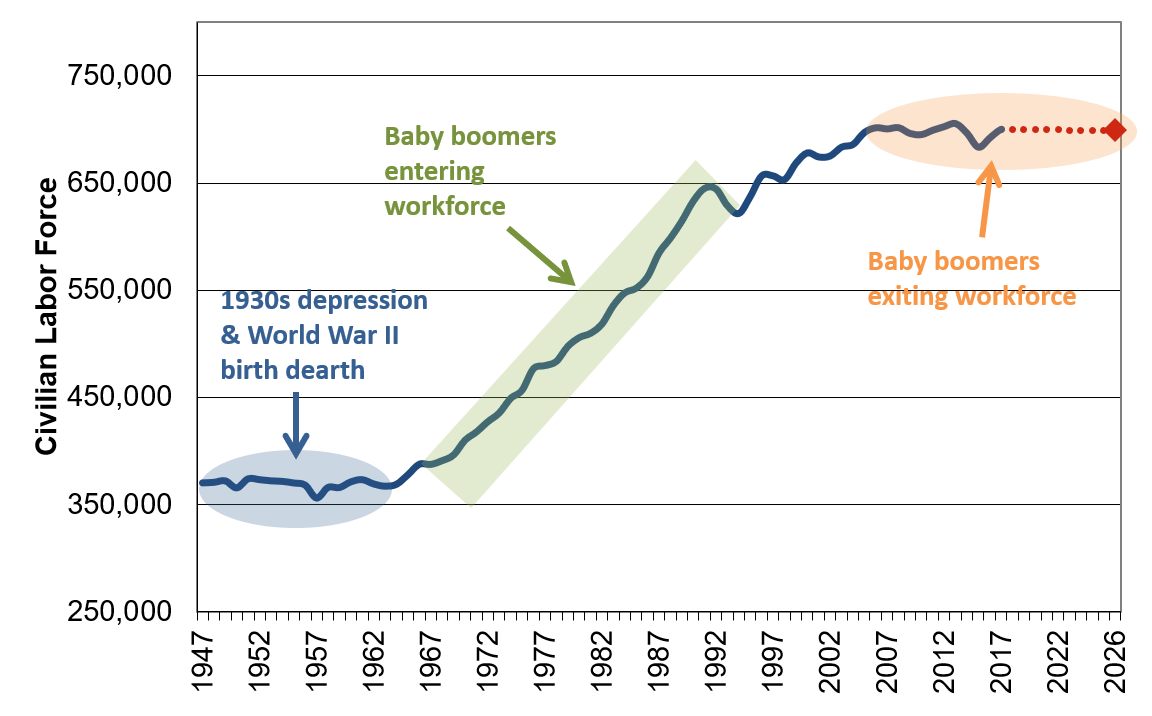 Civilian Labor Force
750,000
650,000
550,000
450,000
350,000
250,000
Baby boomers
entering
workforce
1930s depression
& World War II
birth dearth
Baby boomers
exiting workforce
1947
1952
1957
1962
1967
1972
1977
1982
1987
1992
1997
2002
2007
2012
2017
2022
2026